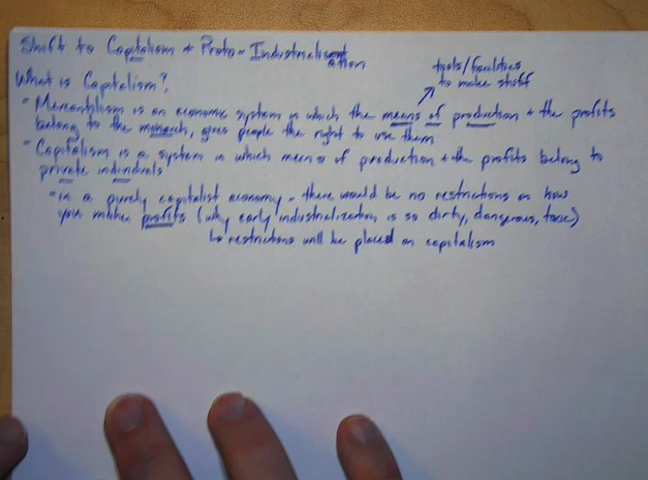 Shift to Capitalism + Proto-Industrialization
tools/facilities
to make stuff
What is Capitalism?
- Mercantilism is an economic system in which the means of production + the profits
belong to the monarch, gives people the right to use them
- Capitalism is a system in which means of production + the profits belong to
private individuals
- in a purely capitalist economy - there would be no restrictions on how
you make profits (why early industrialization is so dirty, dangerous, toxic)
↳ restrictions will be placed on capitalism